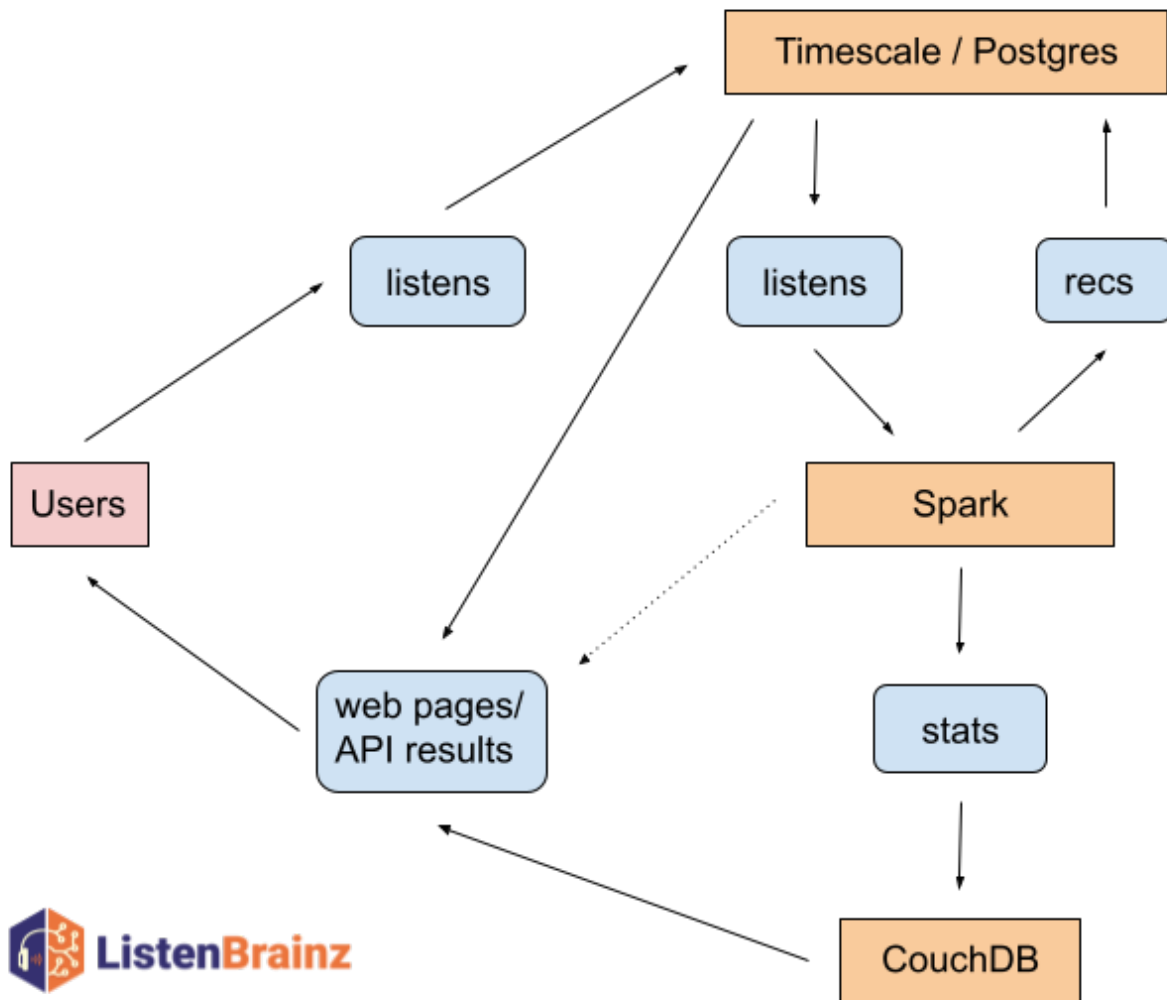 Timescale / Postgres
listens
listens
recs
Users
Spark
web pages/
API results
stats
ListenBrainz
CouchDB